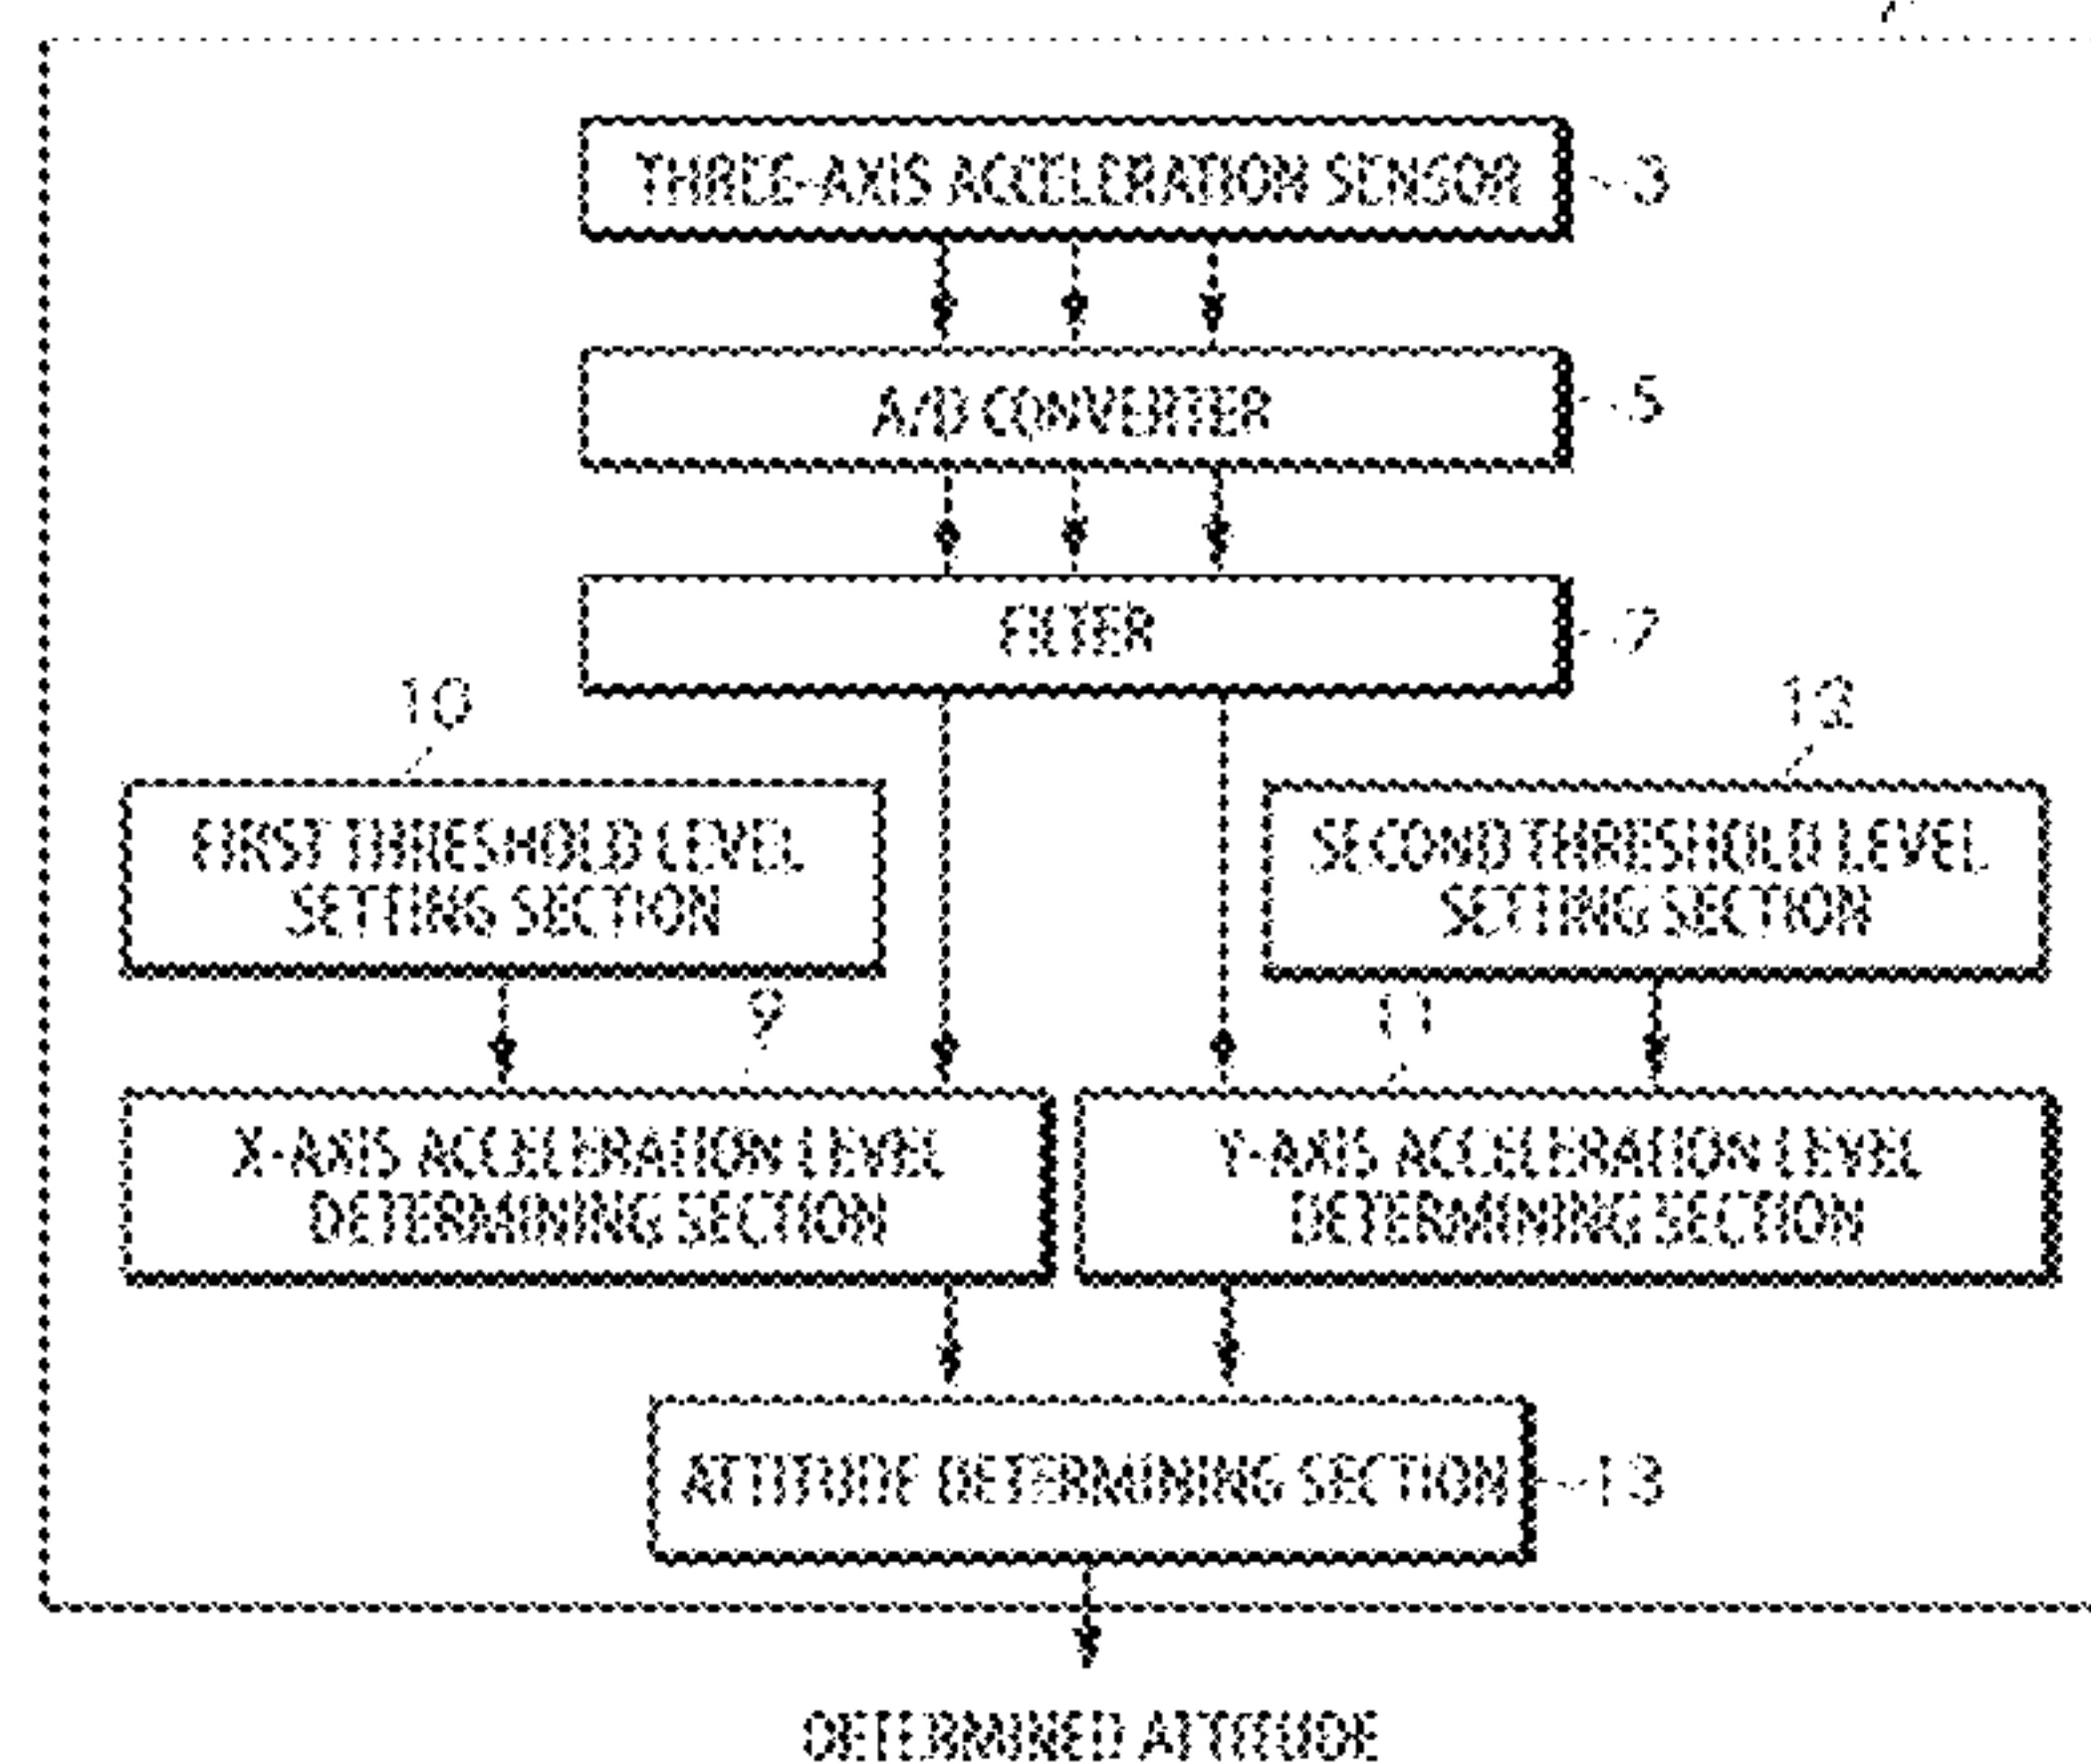 THREE-AXIS ACCELERATION SENSOR
3
A/D CONVERTER
5
FILTER
7
10
12
FIRST THRESHOLD LEVEL
SETTING SECTION
SECOND THRESHOLD LEVEL
SETTING SECTION
9
11
X-AXIS ACCELERATION LEVEL
DETERMINING SECTION
Y-AXIS ACCELERATION LEVEL
DETERMINING SECTION
ATTITUDE DETERMINING SECTION
13
DETERMINED ATTITUDE